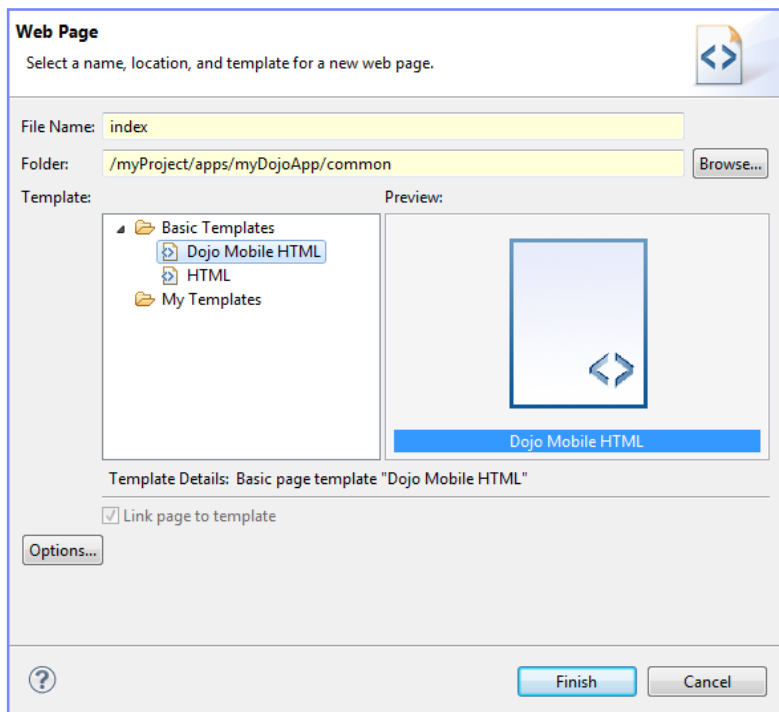 Web Page
Select a name, location, and template for a new web page.
File Name: index
Folder: /myProject/apps/myDojoApp/common Browse...
Template: Preview:
Basic Templates
Dojo Mobile HTML
HTML
My Templates
Dojo Mobile HTML
Template Details: Basic page template "Dojo Mobile HTML"
Link page to template
Options...
Finish Cancel